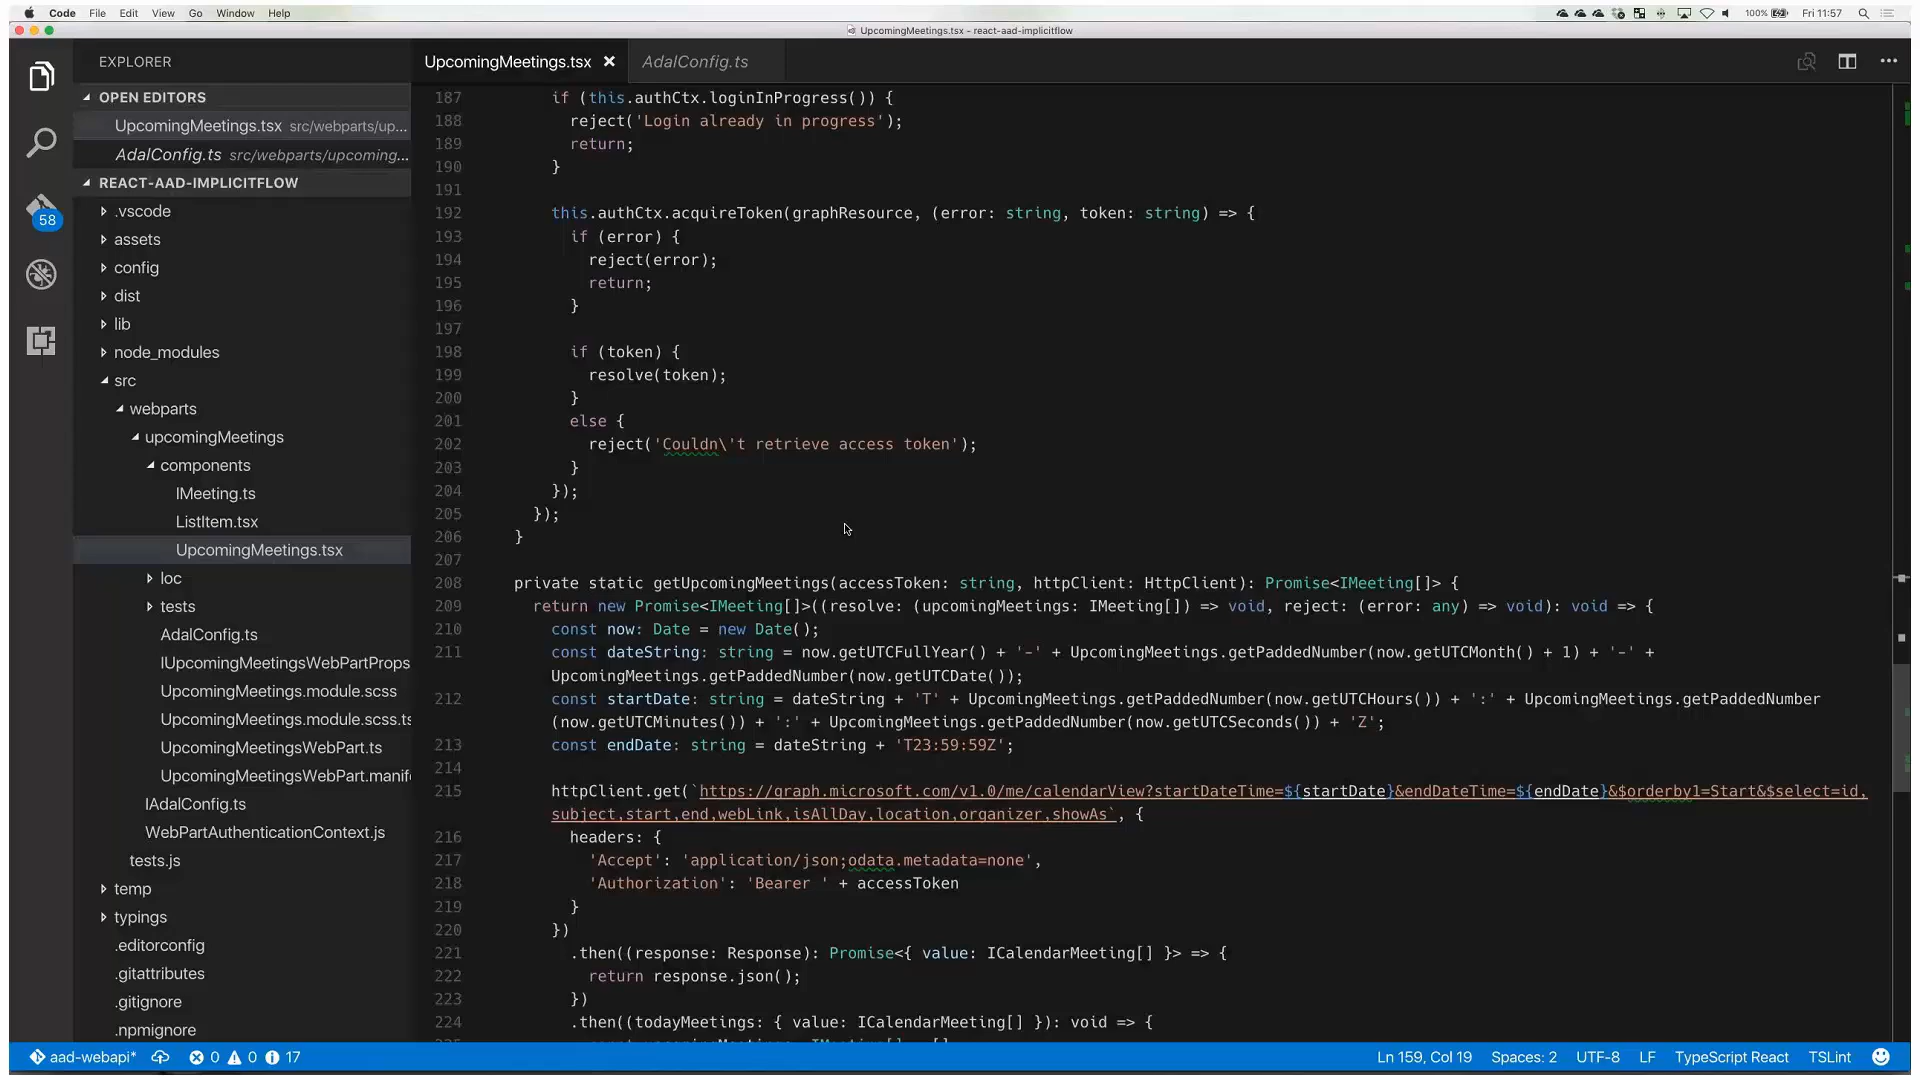 Code File Edit View Go Window Help 100% Fri 11:57
UpcomingMeetings.tsx - react-aad-implicitflow
EXPLORER
OPEN EDITORS
UpcomingMeetings.tsx src/webparts/up...
AdalConfig.ts src/webparts/upcoming...
REACT-AAD-IMPLICITFLOW
.vscode
assets
config
dist
lib
node_modules
src
webparts
upcomingMeetings
components
IMeeting.ts
ListItem.tsx
UpcomingMeetings.tsx
loc
tests
AdalConfig.ts
IUpcomingMeetingsWebPartProps
UpcomingMeetings.module.scss
UpcomingMeetings.module.scss.ts
UpcomingMeetingsWebPart.ts
UpcomingMeetingsWebPart.manif
IAdalConfig.ts
WebPartAuthenticationContext.js
tests.js
temp
typings
.editorconfig
.gitattributes
.gitignore
.npmignore
58
UpcomingMeetings.tsx AdalConfig.ts
187 if (this.authCtx.loginInProgress()) {
188 reject('Login already in progress');
189 return;
190 }
191
192 this.authCtx.acquireToken(graphResource, (error: string, token: string) => {
193 if (error) {
194 reject(error);
195 return;
196 }
197
198 if (token) {
199 resolve(token);
200 }
201 else {
202 reject('Couldn\'t retrieve access token');
203 }
204 });
205 });
206 }
207
208 private static getUpcomingMeetings(accessToken: string, httpClient: HttpClient): Promise<IMeeting[]> {
209 return new Promise<IMeeting[]>((resolve: (upcomingMeetings: IMeeting[]) => void, reject: (error: any) => void): void => {
210 const now: Date = new Date();
211 const dateString: string = now.getUTCFullYear() + '-' + UpcomingMeetings.getPaddedNumber(now.getUTCMonth() + 1) + '-' +
UpcomingMeetings.getPaddedNumber(now.getUTCDate());
212 const startDate: string = dateString + 'T' + UpcomingMeetings.getPaddedNumber(now.getUTCHours()) + ':' + UpcomingMeetings.getPaddedNumber
(now.getUTCMinutes()) + ':' + UpcomingMeetings.getPaddedNumber(now.getUTCSeconds()) + 'Z';
213 const endDate: string = dateString + 'T23:59:59Z';
214
215 httpClient.get(`https://graph.microsoft.com/v1.0/me/calendarView?startDateTime=${startDate}&endDateTime=${endDate}&$orderby1=Start&$select=id,
subject,start,end,webLink,isAllDay,location,organizer,showAs`, {
216 headers: {
217 'Accept': 'application/json;odata.metadata=none',
218 'Authorization': 'Bearer ' + accessToken
219 }
220 })
221 .then((response: Response): Promise<{ value: ICalendarMeeting[] }> => {
222 return response.json();
223 })
224 .then((todayMeetings: { value: ICalendarMeeting[] }): void => {
aad-webapi* 0 0 17 Ln 159, Col 19 Spaces: 2 UTF-8 LF TypeScript React TSLint